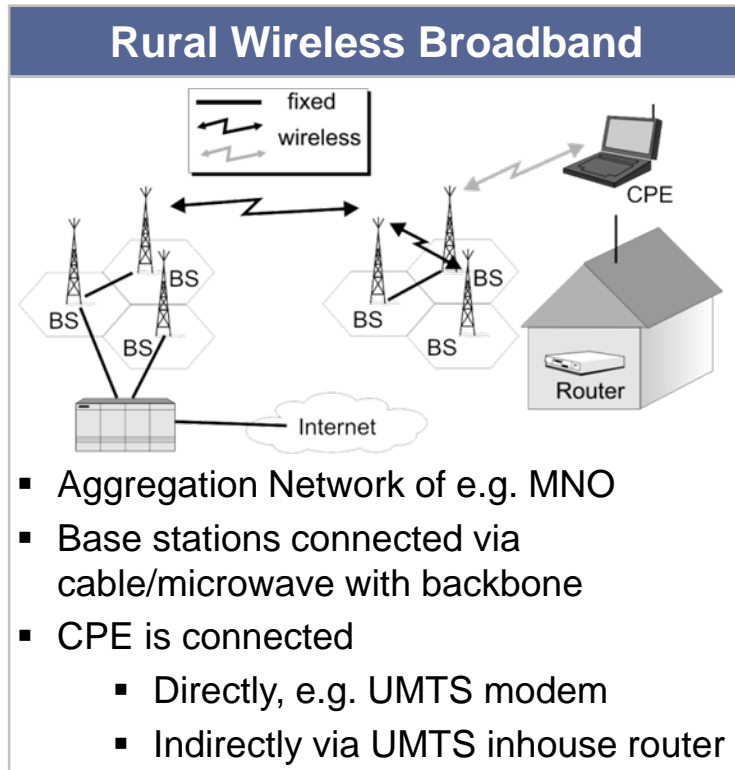 Rural Wireless Broadband
fixed
wireless
CPE
BS
BS
BS
BS
BS
BS
Router
Internet
▪ Aggregation Network of e.g. MNO
▪ Base stations connected via
cable/microwave with backbone
▪ CPE is connected
▪ Directly, e.g. UMTS modem
▪ Indirectly via UMTS inhouse router